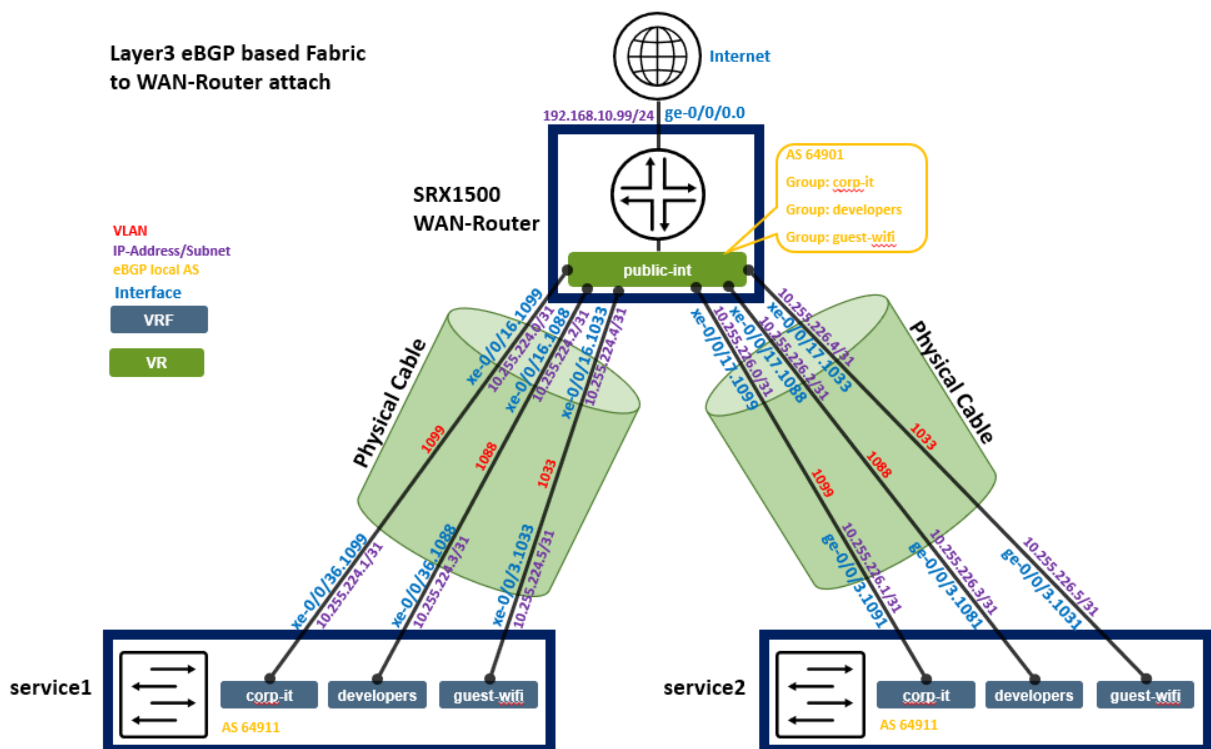 Layer3 eBGP based Fabric
to WAN-Router attach
Internet
192.168.10.99/24
ge-0/0/0.0
SRX1500
WAN-Router
AS 64901
Group: corp-it
Group: developers
Group: guest-wifi
VLAN
IP-Address/Subnet
eBGP local AS
Interface
VRF
VR
public-int
Physical Cable
xe-0/0/16.1099
10.255.224.0/31
xe-0/0/16.1088
10.255.224.2/31
xe-0/0/16.1033
10.255.224.4/31
xe-0/0/17.1099
10.255.226.0/31
xe-0/0/17.1088
10.255.226.2/31
xe-0/0/17.1033
10.255.226.4/31
Physical Cable
1099
1088
1033
1099
1088
1033
xe-0/0/36.1099
10.255.224.1/31
xe-0/0/36.1088
10.255.224.3/31
xe-0/0/3.1033
10.255.224.5/31
ge-0/0/3.1091
10.255.226.1/31
ge-0/0/3.1081
10.255.226.3/31
ge-0/0/3.1031
10.255.226.5/31
service1
corp-it
developers
guest-wifi
AS 64911
service2
corp-it
developers
guest-wifi
AS 64911